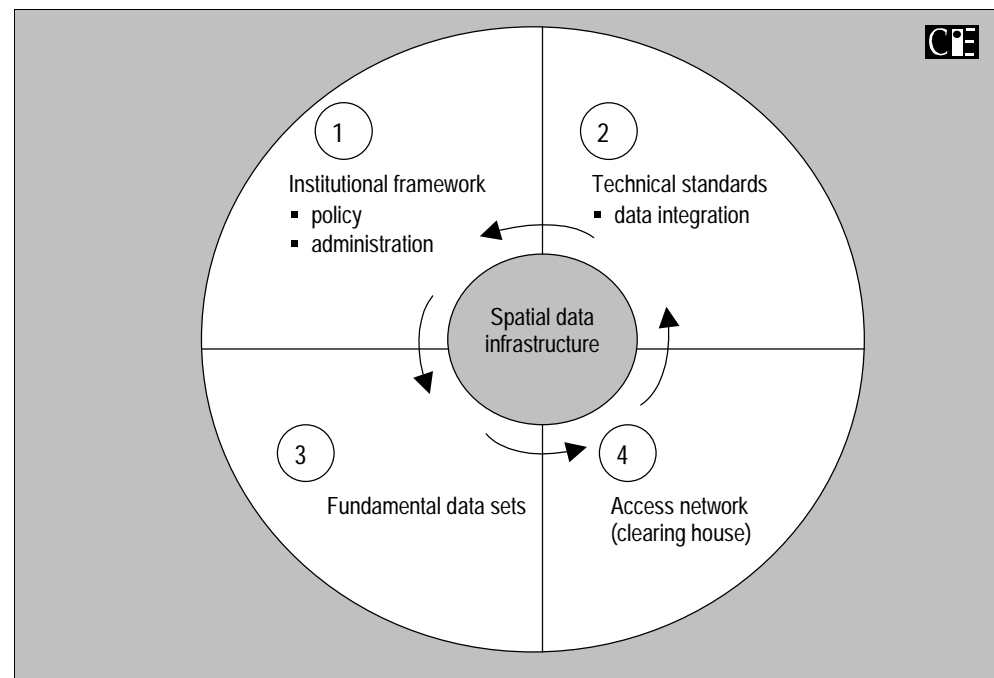 CIE
1
Institutional framework
▪ policy
▪ administration
2
Technical standards
▪ data integration
Spatial data
infrastructure
3
Fundamental data sets
4
Access network
(clearing house)